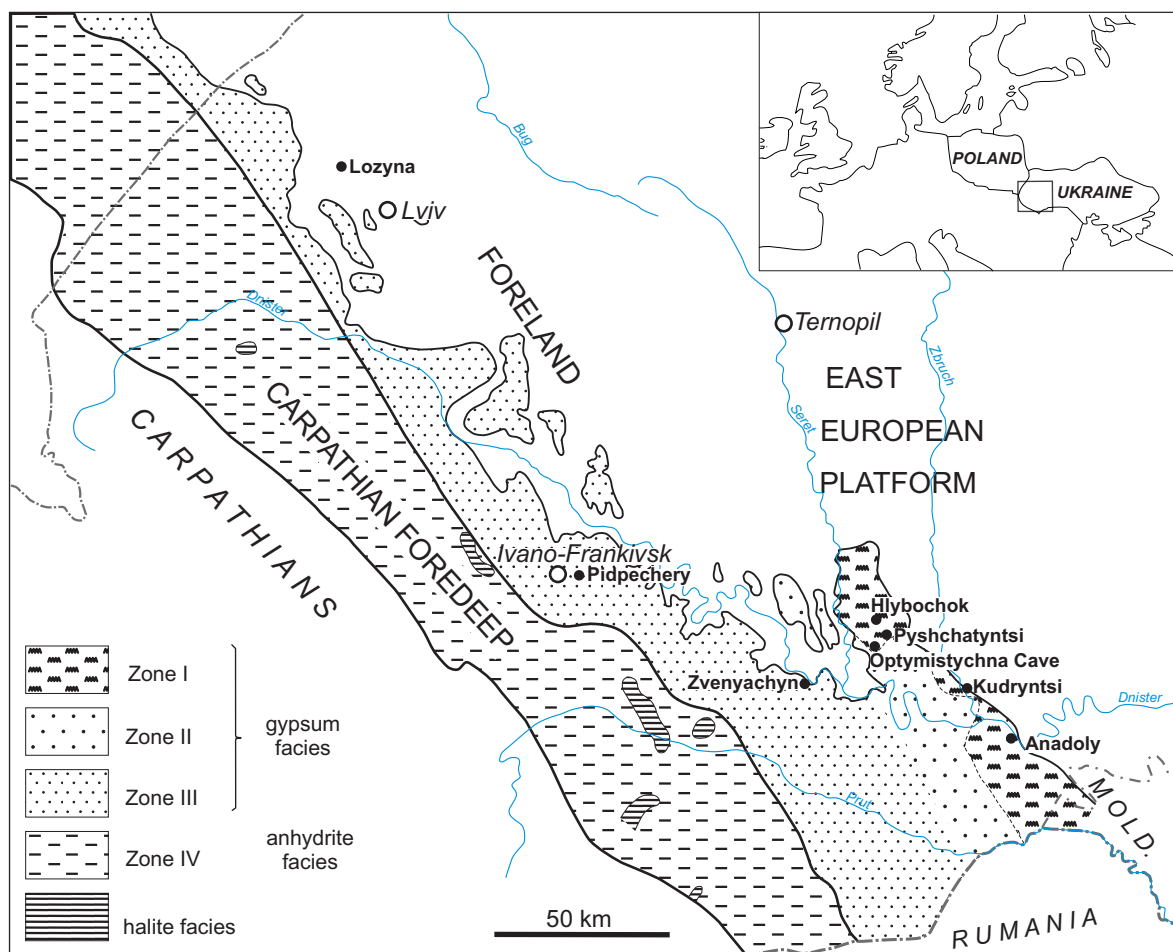 POLAND
UKRAINE
Bug
Lozyna
Lviv
FORELAND
Dnister
Ternopil
Zbruch
EAST
EUROPEAN
PLATFORM
Seret
CARPATHIANS
CARPATHIAN FOREDEEP
Ivano-Frankivsk
Pidpechery
Hlybochok
Pyshchatyntsi
Optymistychna Cave
Zvenyachyn
Kudryntsi
Dnister
Anadoly
MOLD.
Prut
RUMANIA
Zone I
Zone II
gypsum
facies
Zone III
Zone IV
anhydrite
facies
halite facies
50 km